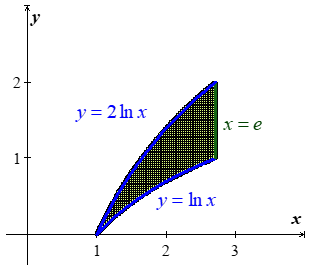 y
2
y = 2 ln x
x = e
1
y = ln x
x
1
2
3